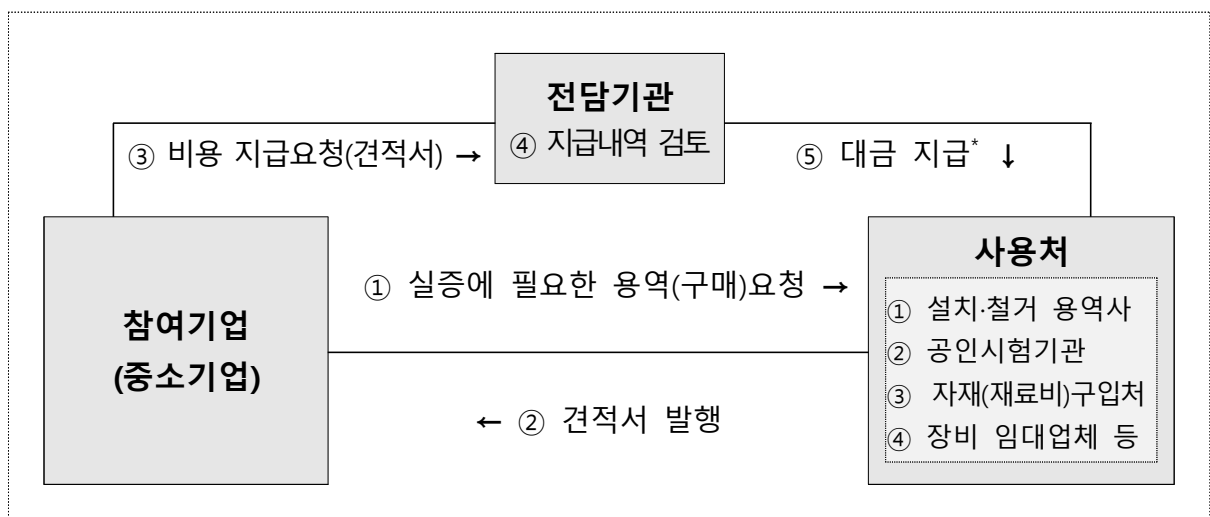 전담기관
④ 지급내역 검토
③ 비용 지급요청(견적서) →
⑤ 대금 지급* ↓
참여기업
(중소기업)
① 실증에 필요한 용역(구매)요청 →
← ② 견적서 발행
사용처
① 설치·철거 용역사
② 공인시험기관
③ 자재(재료비)구입처
④ 장비 임대업체 등